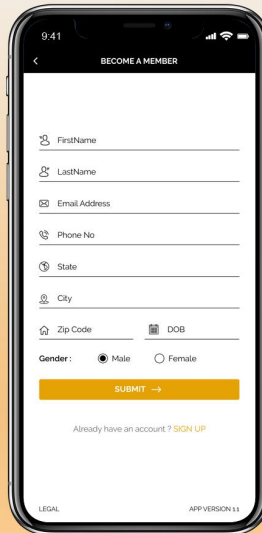 9:41
BECOME A MEMBER
FirstName
LastName
Email Address
Phone No
State
City
Zip Code DOB
Gender : Male Female
SUBMIT →
Already have an account ? SIGN UP
LEGAL APP VERSION 1.1